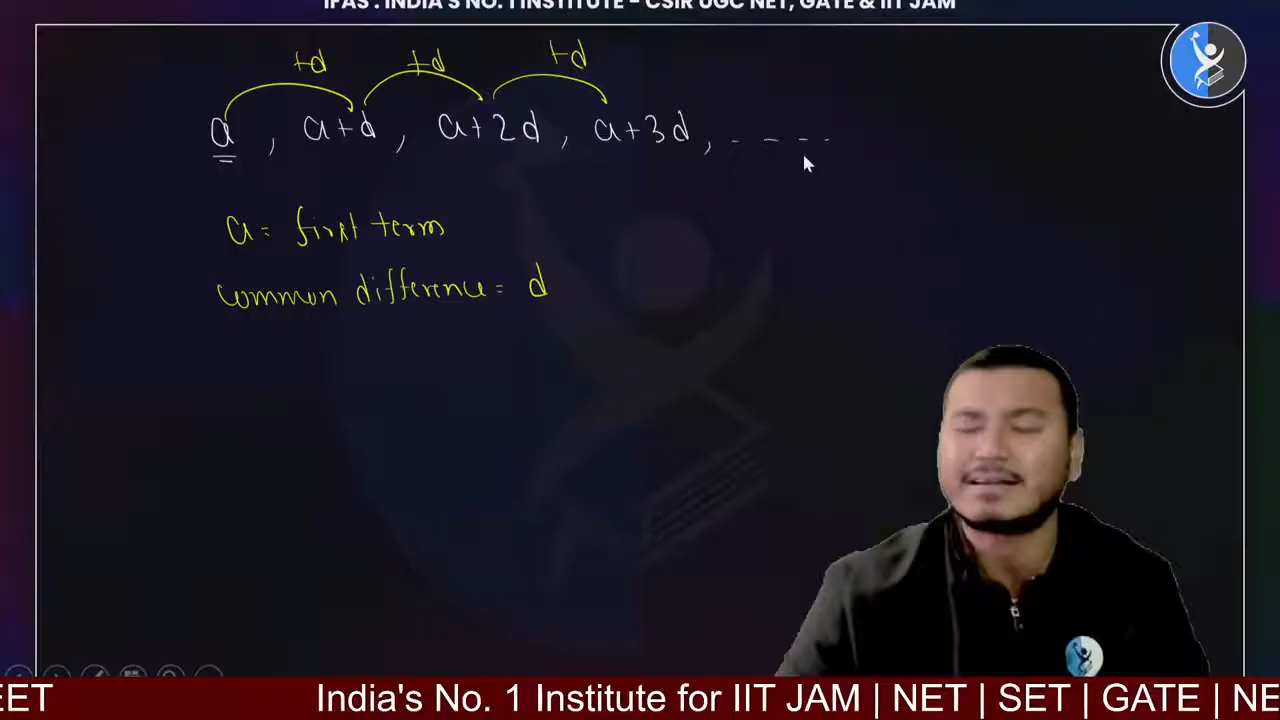 IFAS : INDIA'S NO. 1 INSTITUTE - CSIR UGC NET, GATE & IIT JAM
+d +d +d
a , a+d , a+2d , a+3d , - - - -
a = first term
common difference = d
EET India's No. 1 Institute for IIT JAM | NET | SET | GATE | NE